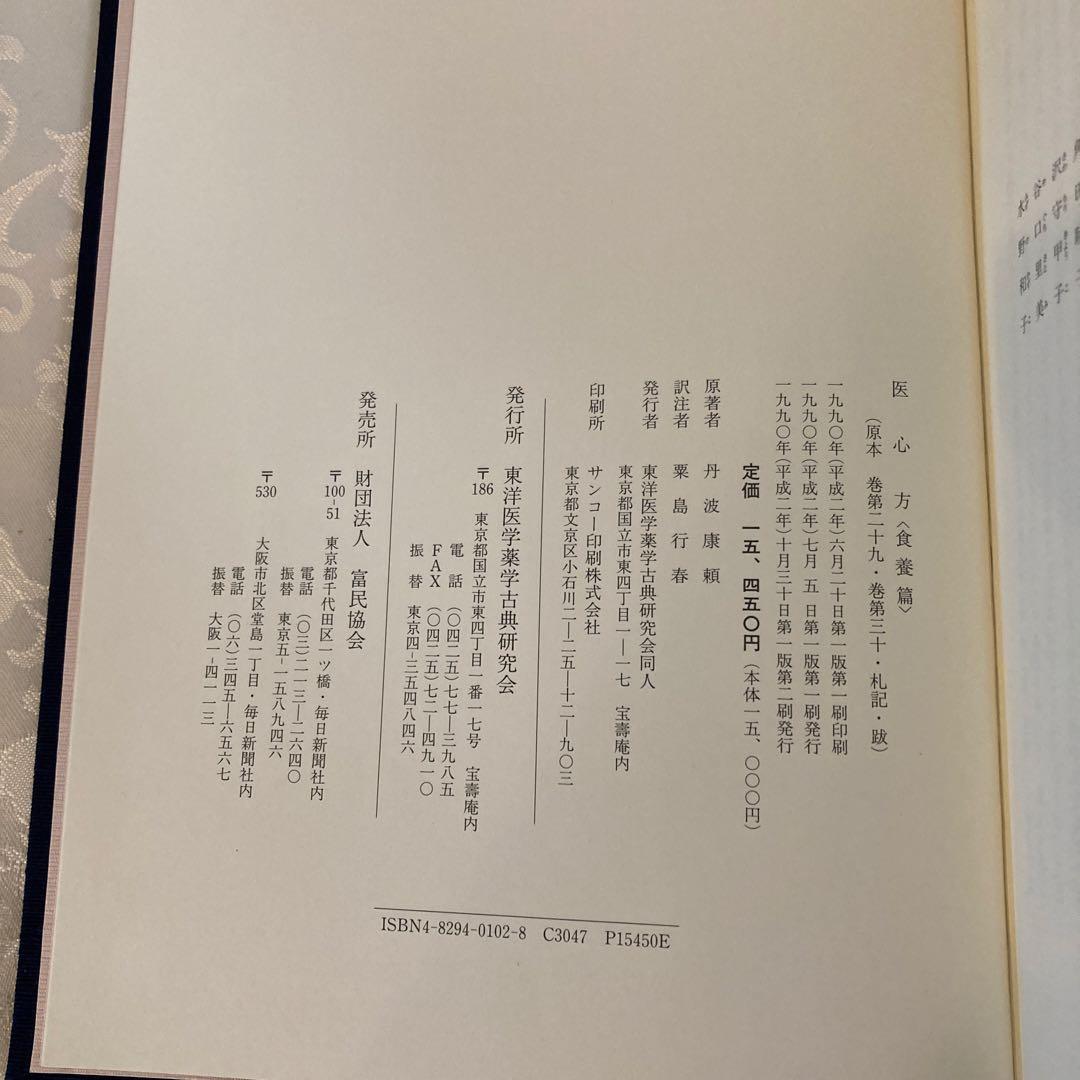 医心方〈食養篇〉
（原本　巻第二十九・巻第三十・札記・跋）
一九九〇年（平成二年）六月二十日第一版第一刷印刷
一九九〇年（平成二年）七月五日第一版第一刷発行
一九九〇年（平成二年）十月三十日第一版第二刷発行
定価　一五、四五〇円（本体一五、〇〇〇円）
原著者　丹波康頼
訳注者　粟島行春
発行者　東洋医学薬学古典研究会同人
東京都国立市東四丁目一―一七　宝壽庵内
印刷所　サンコー印刷株式会社
東京都文京区小石川二―二五―十二―九〇三
発行所　東洋医学薬学古典研究会
〒186　東京都国立市東四丁目一番一七号　宝壽庵内
電話（〇四二五）七七―三九八五
FAX（〇四二五）七二―四九一〇
振替　東京四-三五四八四六
発売所　財団法人　富民協会
〒100-51　東京都千代田区一ツ橋・毎日新聞社内
電話（〇三）二一三―二六四〇
振替　東京五-一五八九四六
〒530　大阪市北区堂島一丁目・毎日新聞社内
電話（〇六）三四五―六五六七
振替　大阪一-四一一三
ISBN4-8294-0102-8　C3047　P15450E
谷口里美
水野和子